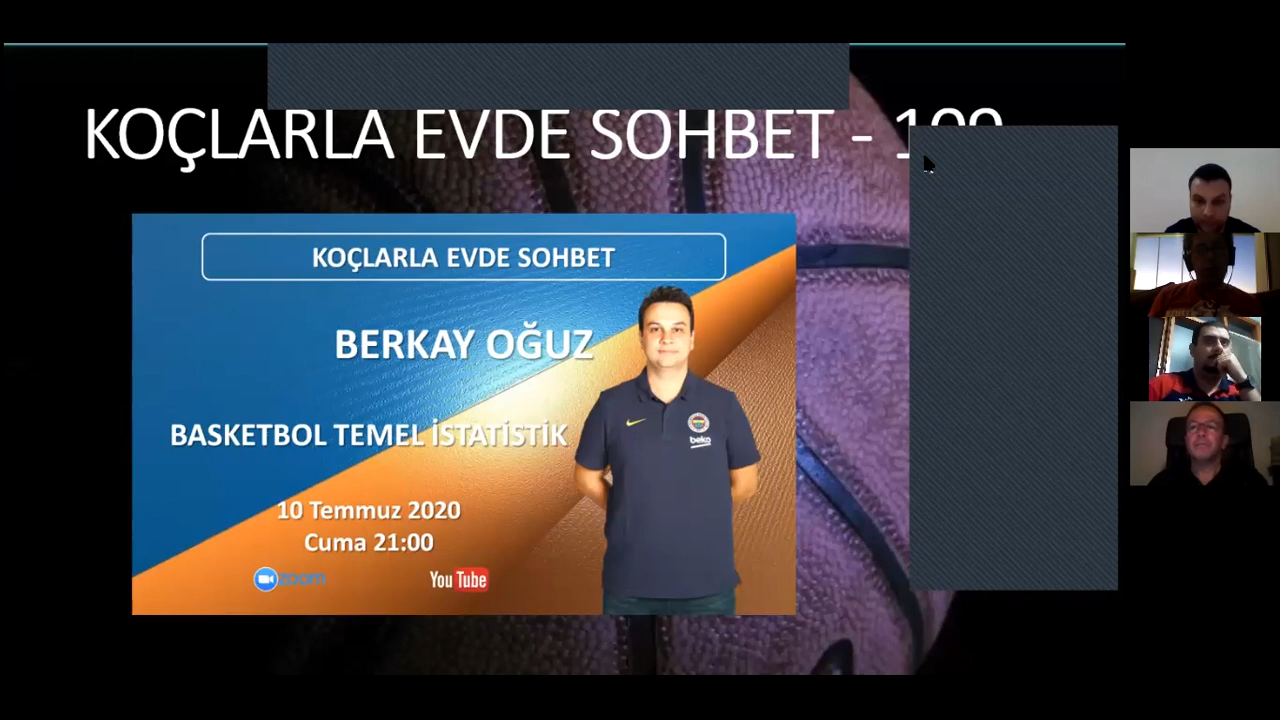 KOÇLARLA EVDE SOHBET -
KOÇLARLA EVDE SOHBET
BERKAY OĞUZ
BASKETBOL TEMEL İSTATİSTİK
10 Temmuz 2020
Cuma 21:00
zoom
YouTube
beko